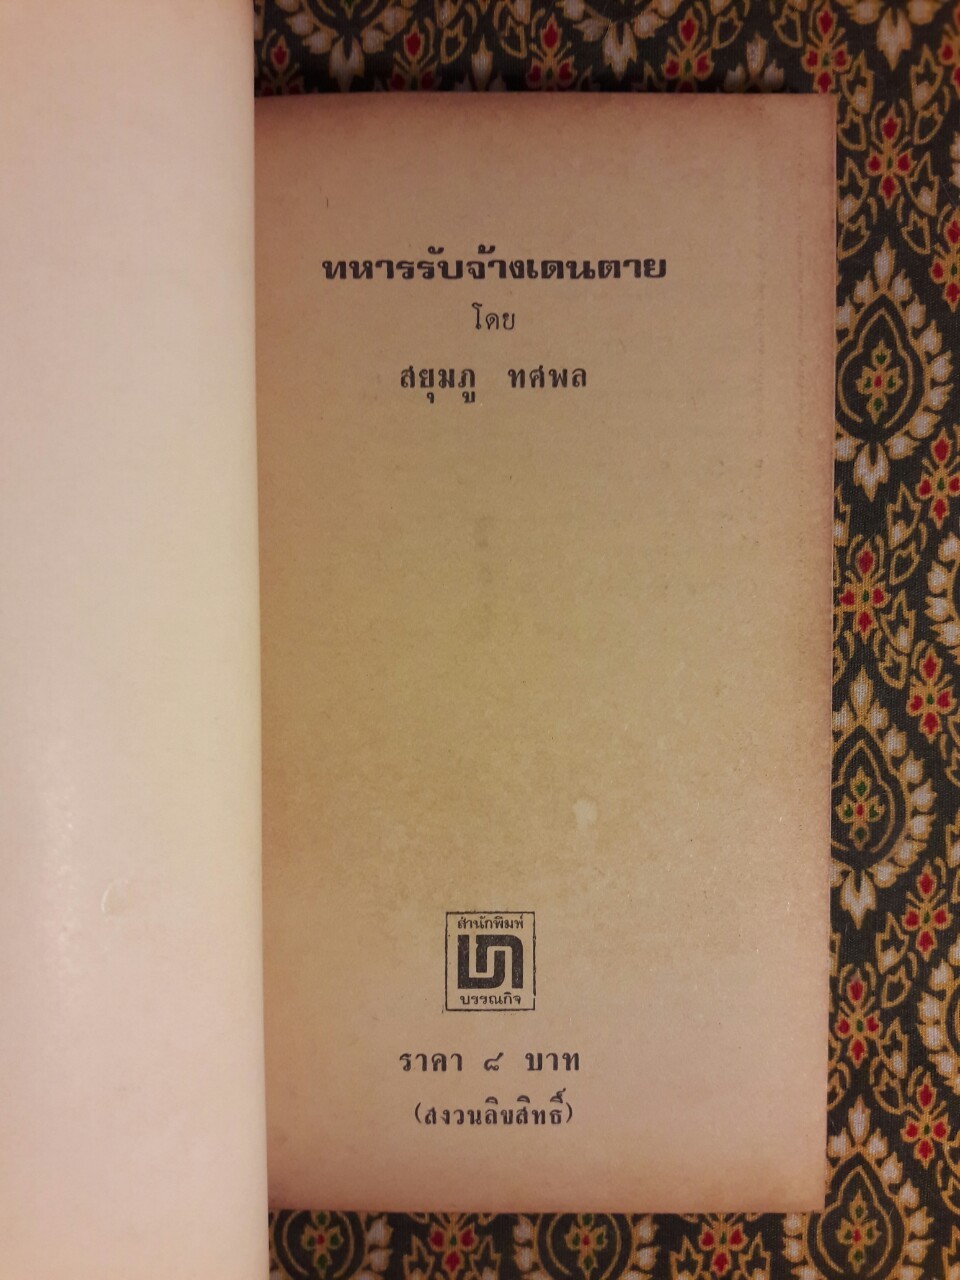 ทหารรับจ้างเดนตาย
โดย
สยุมภู ทศพล
สำนักพิมพ์
บรรณกิจ
ราคา ๘ บาท
(สงวนลิขสิทธิ์)